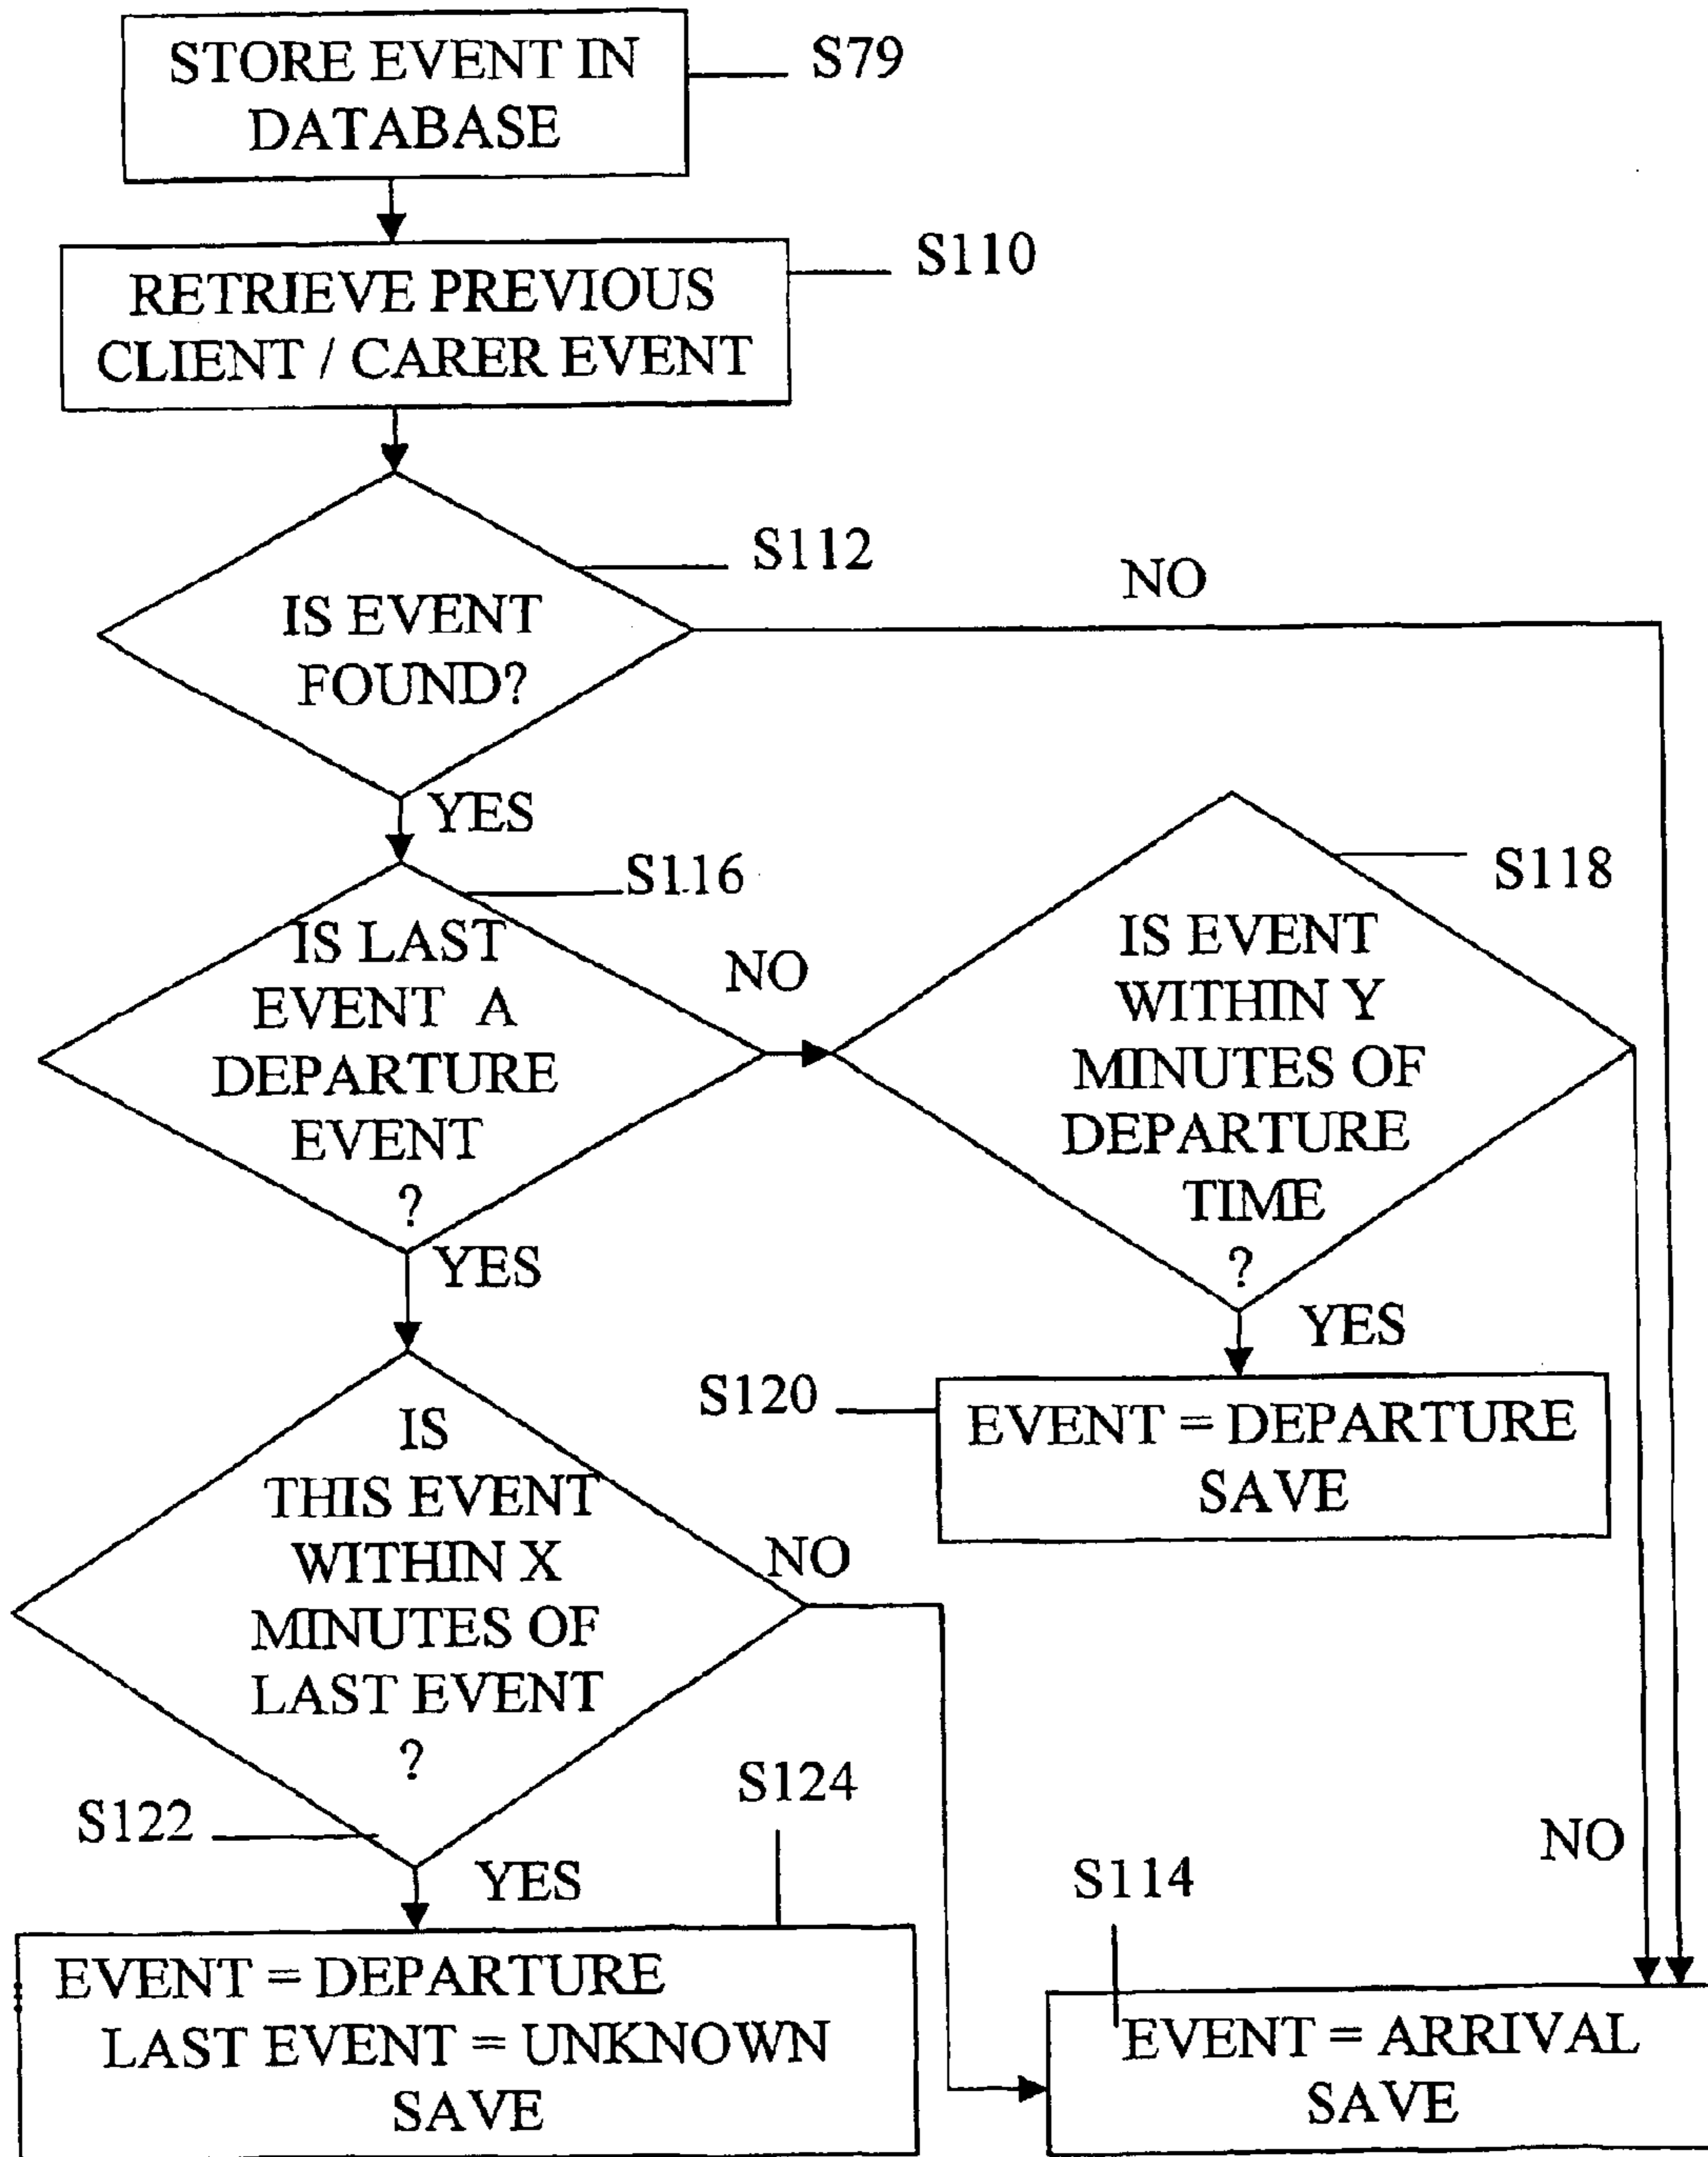 STORE EVENT IN
DATABASE
S79
RETRIEVE PREVIOUS
CLIENT / CARER EVENT
S110
S112
IS EVENT
FOUND?
NO
YES
S116
IS LAST
EVENT A
DEPARTURE
EVENT
?
NO
S118
IS EVENT
WITHIN Y
MINUTES OF
DEPARTURE
TIME
?
YES
YES
S120
EVENT = DEPARTURE
SAVE
IS
THIS EVENT
WITHIN X
MINUTES OF
LAST EVENT
?
NO
S122
YES
S124
EVENT = DEPARTURE
LAST EVENT = UNKNOWN
SAVE
NO
S114
EVENT = ARRIVAL
SAVE